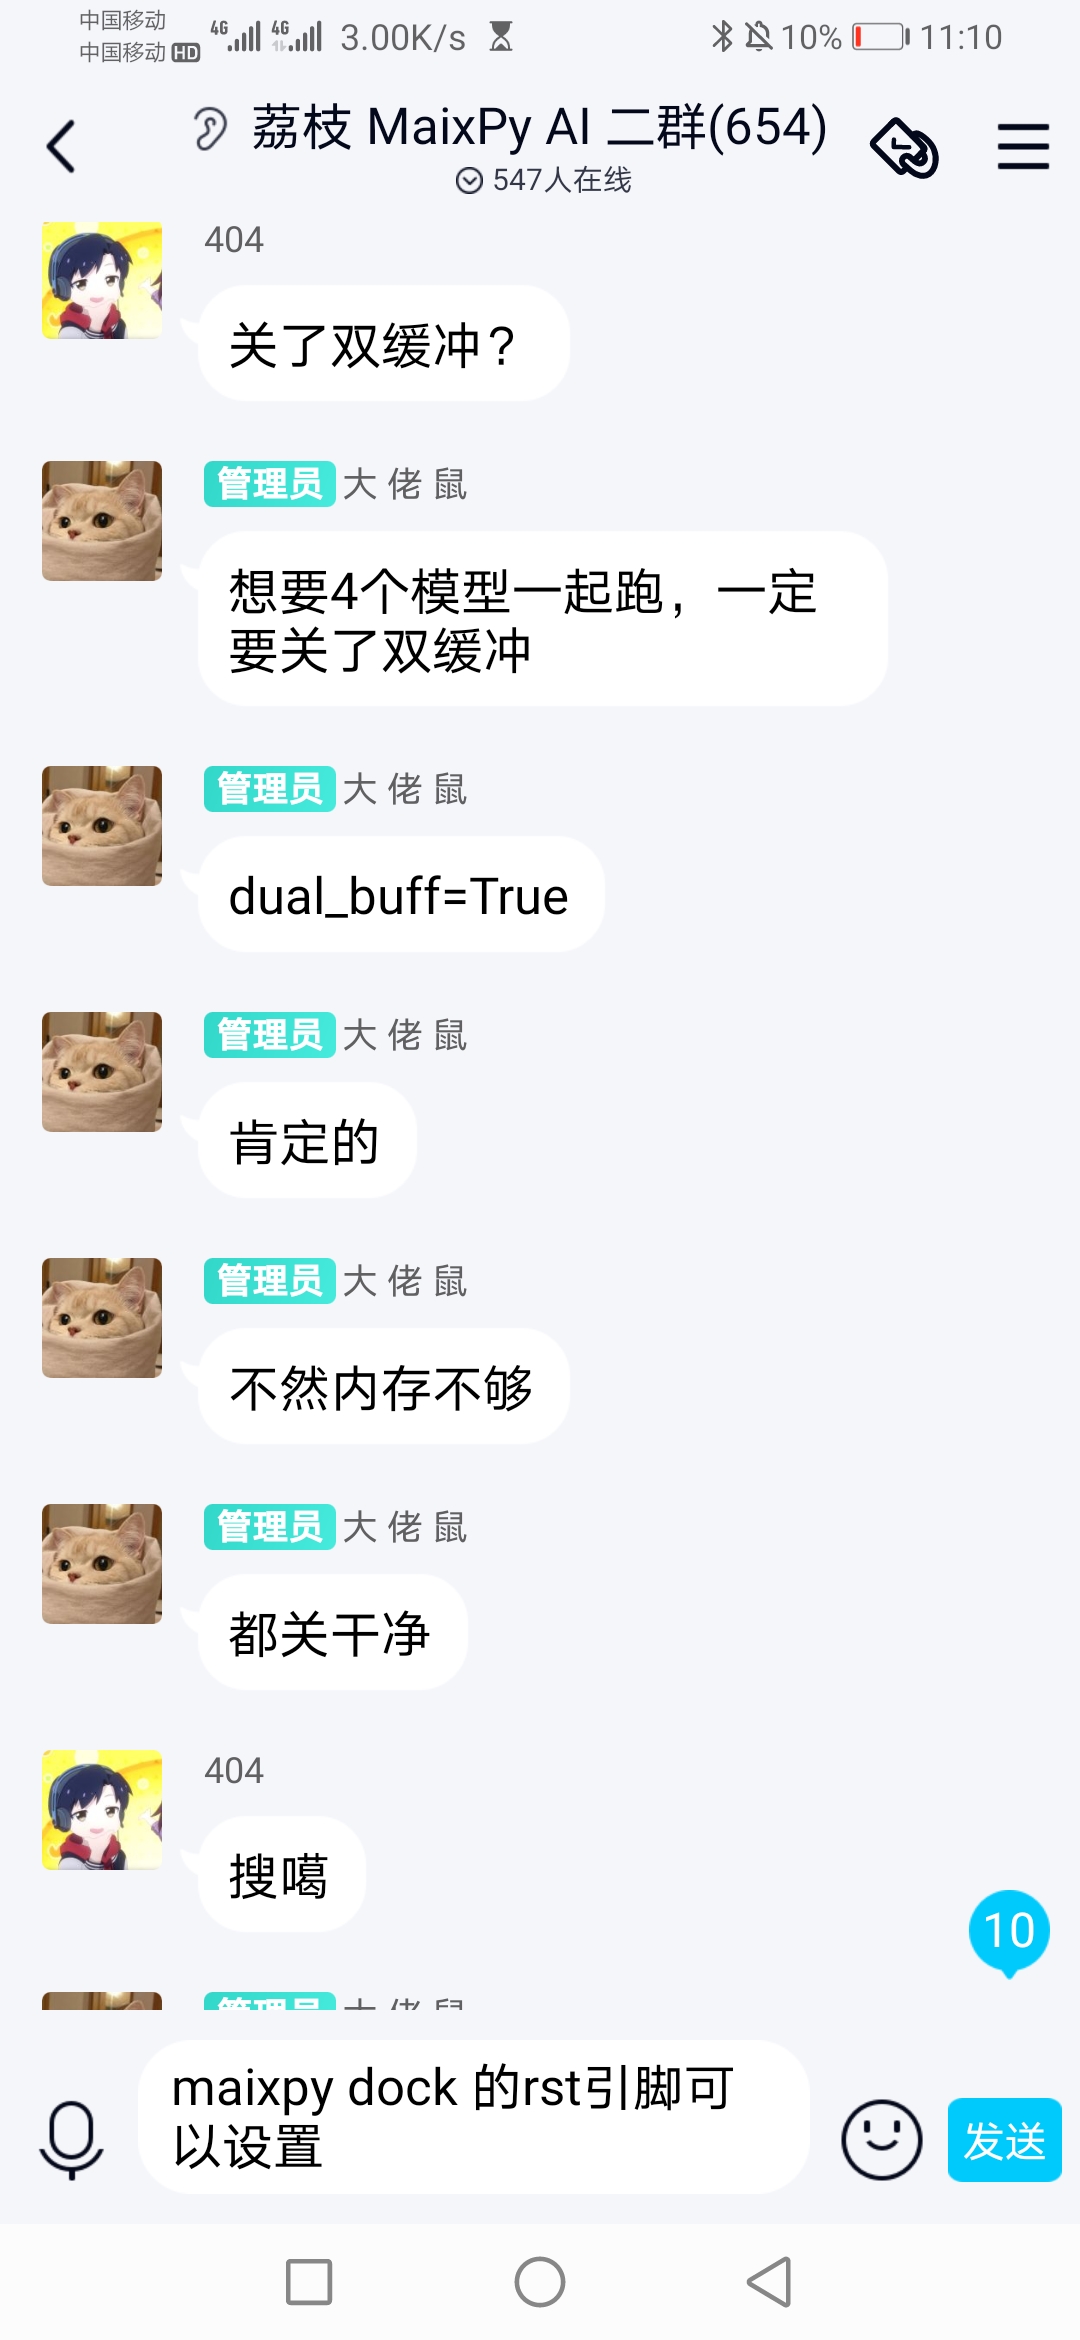 中国移动
中国移动 HD 4G 4G 3.00K/s 10% 11:10
荔枝 MaixPy AI 二群(654)
547人在线
404
关了双缓冲？
管理员 大 佬 鼠
想要4个模型一起跑，一定
要关了双缓冲
管理员 大 佬 鼠
dual_buff=True
管理员 大 佬 鼠
肯定的
管理员 大 佬 鼠
不然内存不够
管理员 大 佬 鼠
都关干净
404
搜噶
10
管理员 大 佬 鼠
maixpy dock 的rst引脚可
以设置
发送